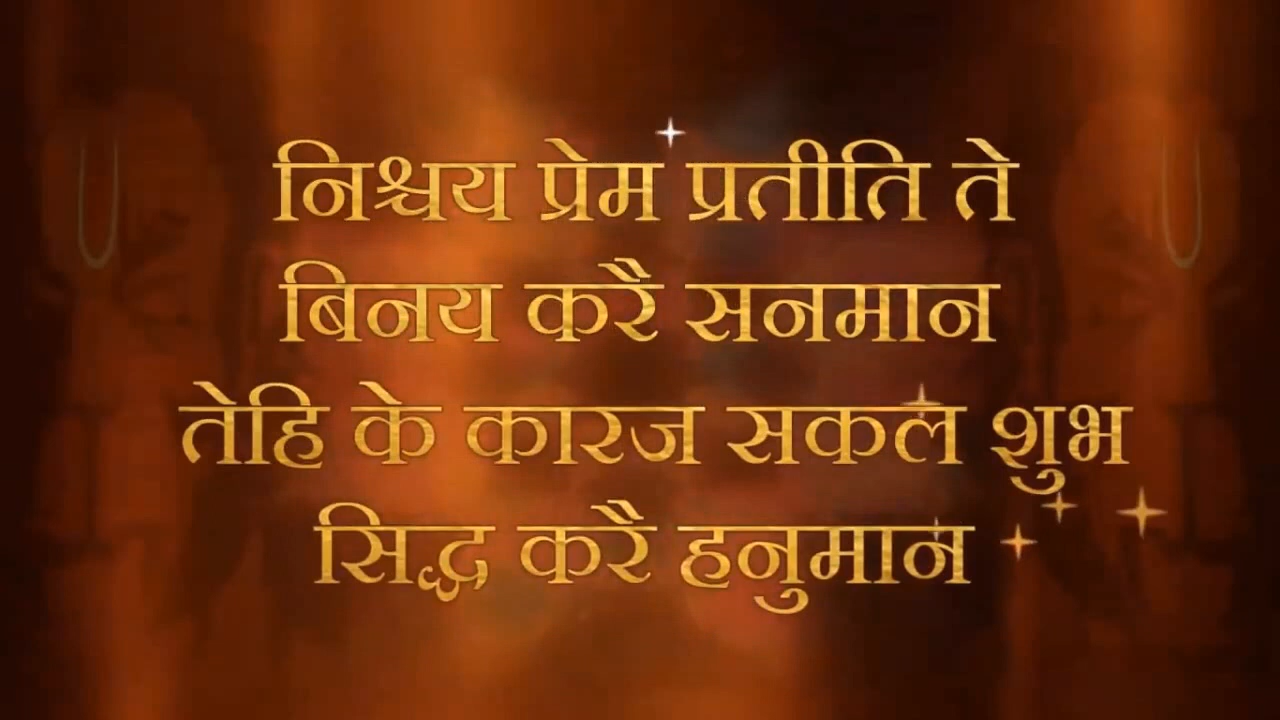 निश्चय प्रेम प्रतीति ते
बिनय करै सनमान
तेहि के कारज सकल शुभ
सिद्ध करै हनुमान